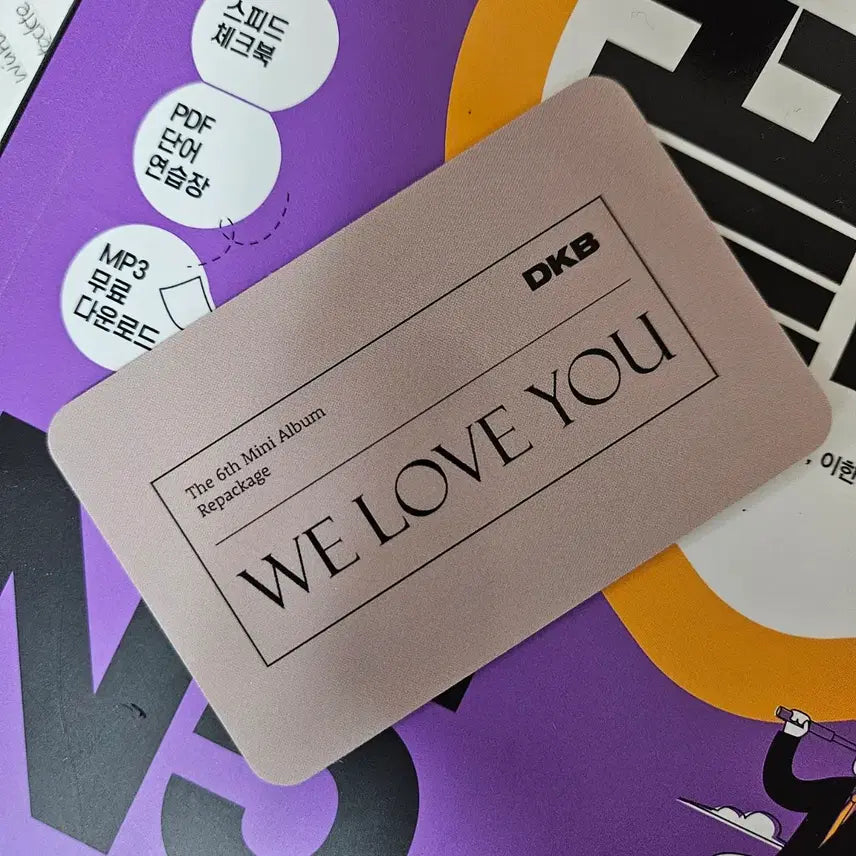 스피드
체크북
PDF
단어
연습장
MP3
무료
다운로드
DKB
The 6th Mini Album
Repackage
WE LOVE YOU
, 이한